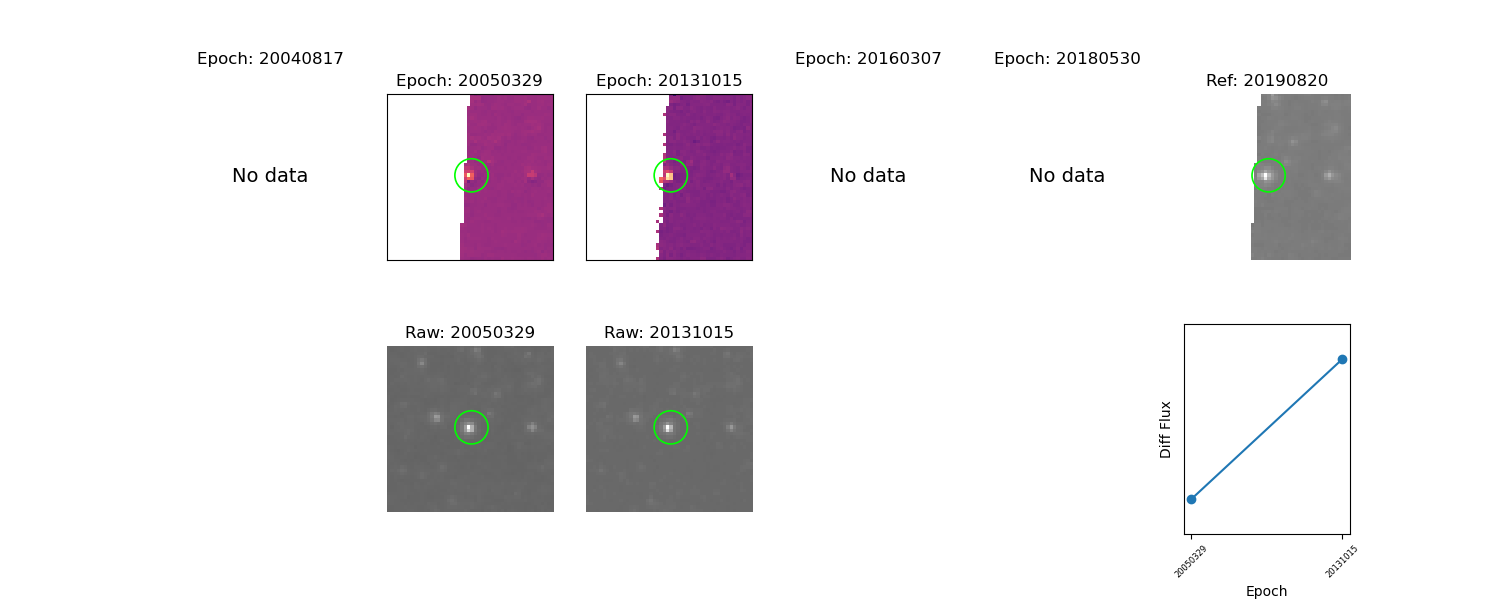 Epoch: 20040817
Epoch: 20050329
Epoch: 20131015
Epoch: 20160307
Epoch: 20180530
Ref: 20190820
No data
No data
No data
Raw: 20050329
Raw: 20131015
Diff Flux
20050329
20131015
Epoch